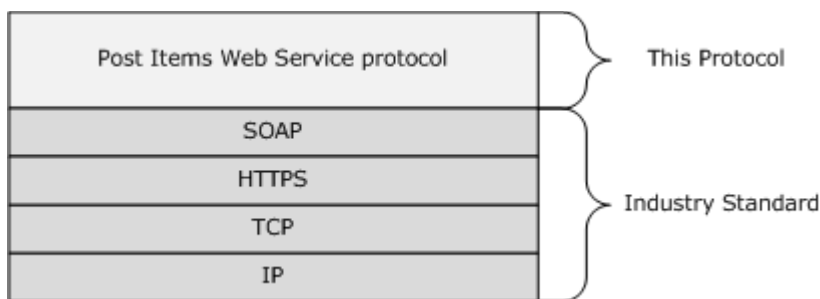 Post Items Web Service protocol
This Protocol
SOAP
HTTPS
TCP
IP
Industry Standard